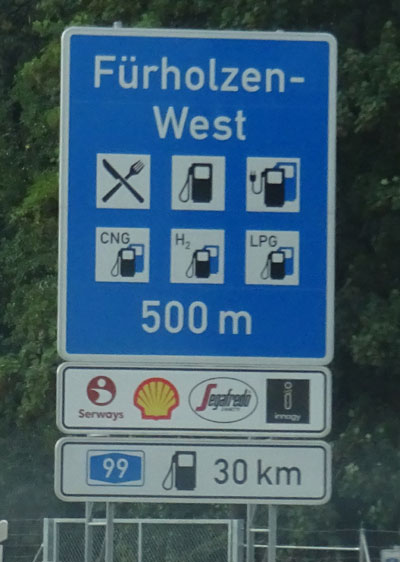 Fürholzen-
West
CNG H₂ LPG
500 m
Serways Segafredo innogy
99 30 km